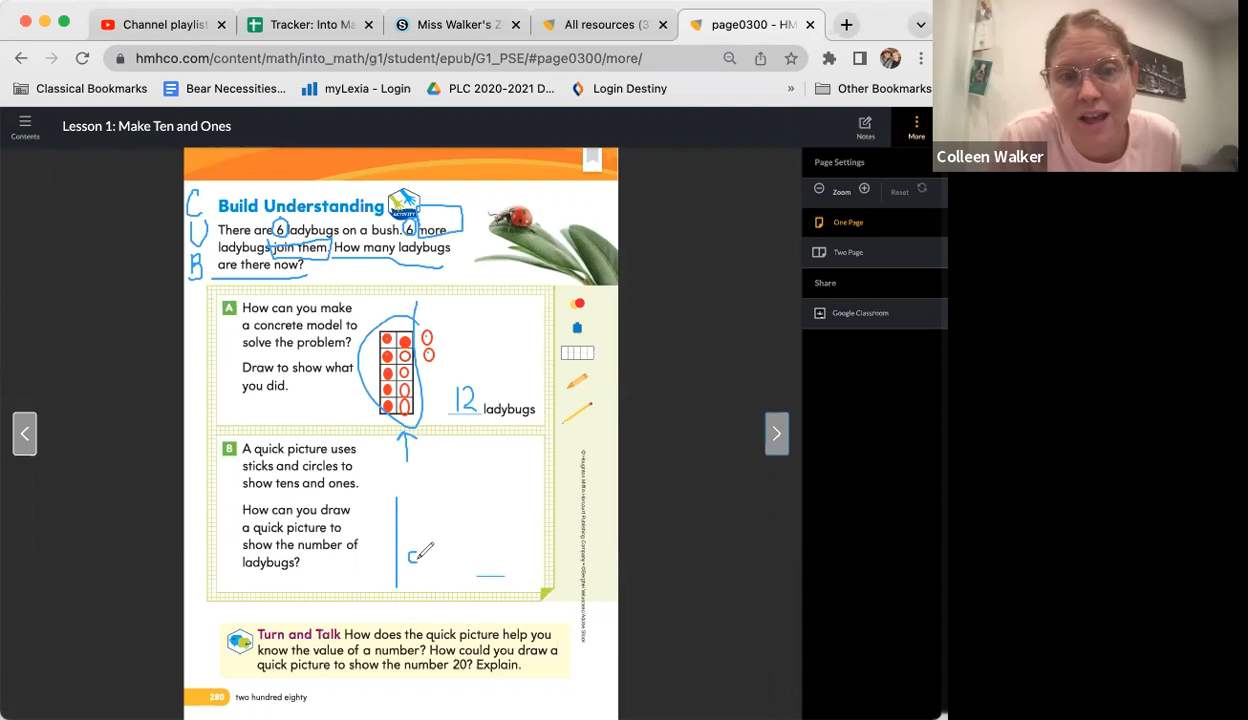 Channel playlist
Tracker: Into Ma
Miss Walker's Z
All resources (3
page0300 - HM
hmhco.com/content/math/into_math/g1/student/epub/G1_PSE/#page0300/more/
Classical Bookmarks
Bear Necessities...
myLexia - Login
PLC 2020-2021 D...
Login Destiny
»
Other Bookmarks
Contents
Lesson 1: Make Ten and Ones
Notes
More
Colleen Walker
Page Settings
Zoom
Reset
One Page
Two Page
Share
Google Classroom
C
U
B
Build Understanding
ACTIVITY
There are 6 ladybugs on a bush. 6 more
ladybugs join them. How many ladybugs
are there now?
A How can you make
a concrete model to
solve the problem?
Draw to show what
you did.
12 ladybugs
B A quick picture uses
sticks and circles to
show tens and ones.
How can you draw
a quick picture to
show the number of
ladybugs?
Turn and Talk How does the quick picture help you
know the value of a number? How could you draw a
quick picture to show the number 20? Explain.
280 two hundred eighty